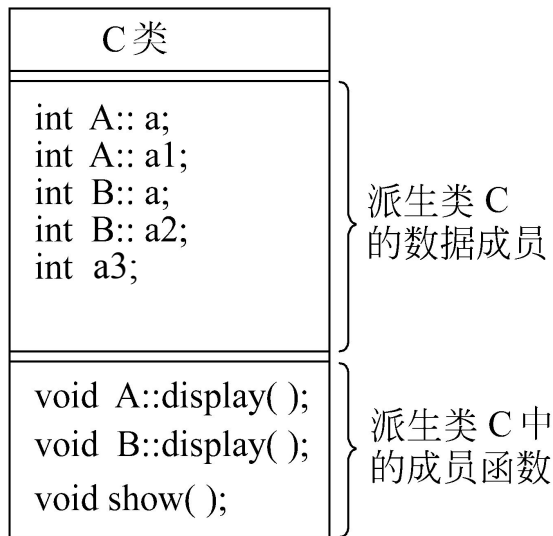 C类
int A:: a;
int A:: a1;
int B:: a;
int B:: a2;
int a3;
派生类 C
的数据成员
void A::display( );
void B::display( );
void show( );
派生类 C 中
的成员函数